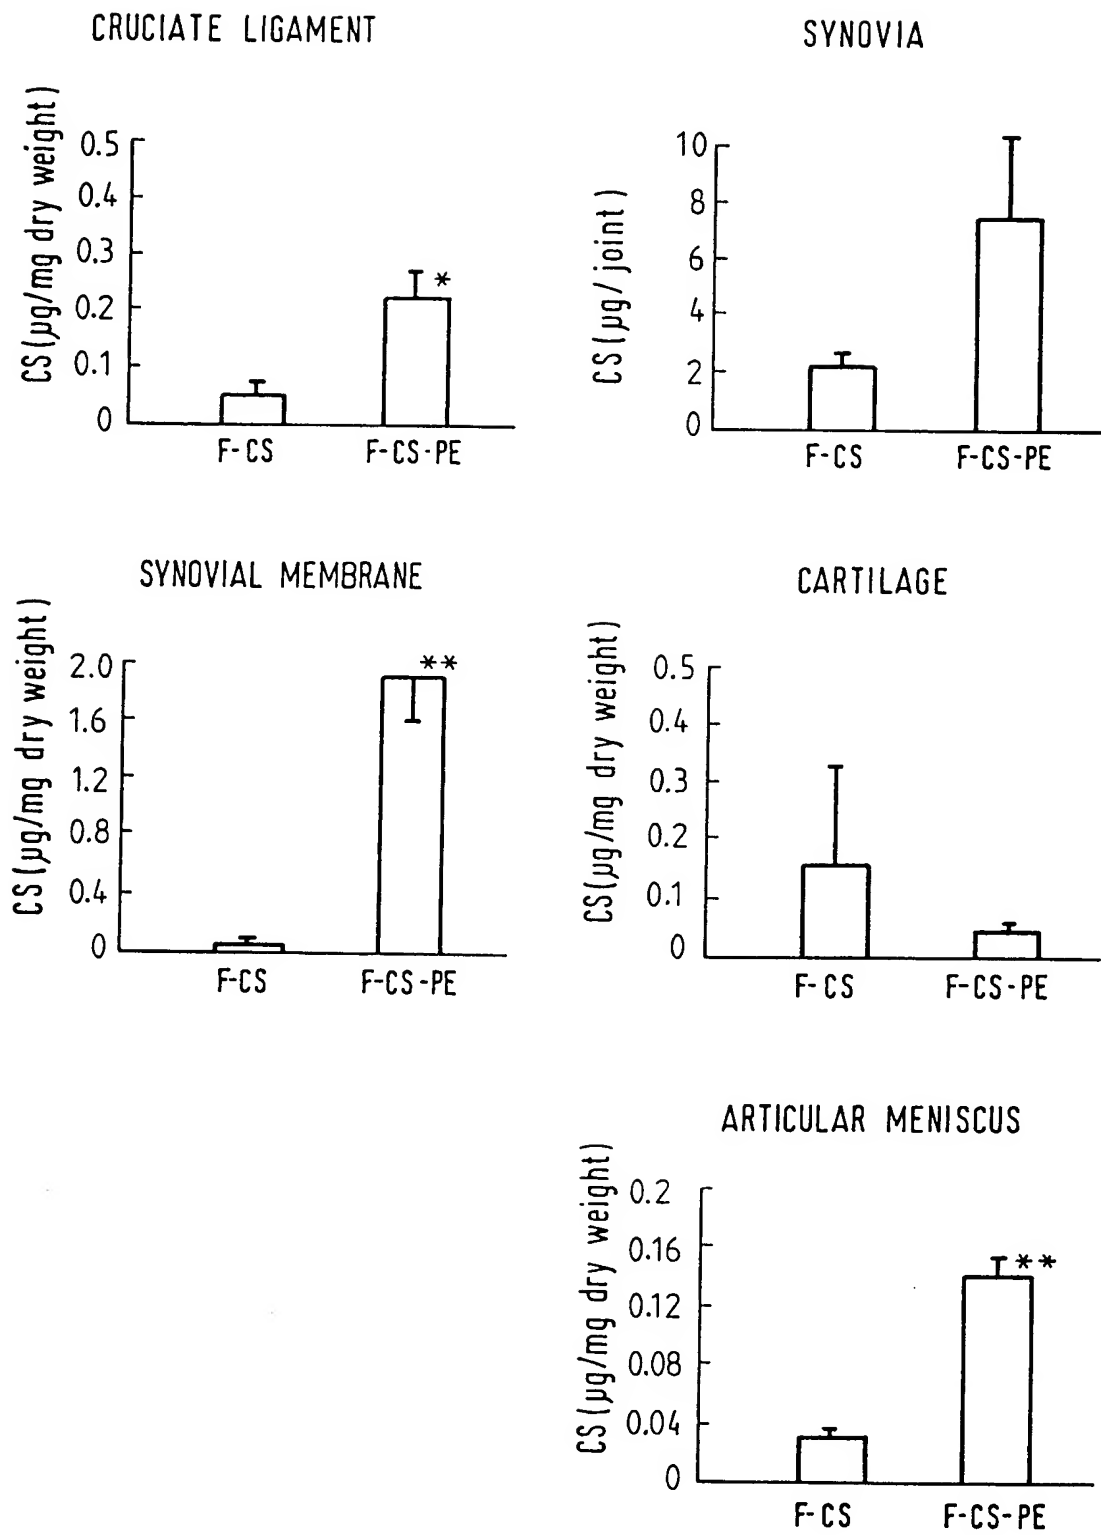 CRUCIATE LIGAMENT
CS(µg/mg dry weight)
0.5
0.4
0.3
0.2
0.1
0
*
F-CS
F-CS-PE
SYNOVIA
CS(µg/joint)
10
8
6
4
2
0
F-CS
F-CS-PE
SYNOVIAL MEMBRANE
CS(µg/mg dry weight)
2.0
1.6
1.2
0.8
0.4
0
**
F-CS
F-CS-PE
CARTILAGE
CS(µg/mg dry weight)
0.5
0.4
0.3
0.2
0.1
0
F-CS
F-CS-PE
ARTICULAR MENISCUS
CS(µg/mg dry weight)
0.2
0.16
0.12
0.08
0.04
0
**
F-CS
F-CS-PE